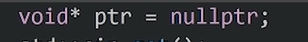 void* ptr = nullptr;